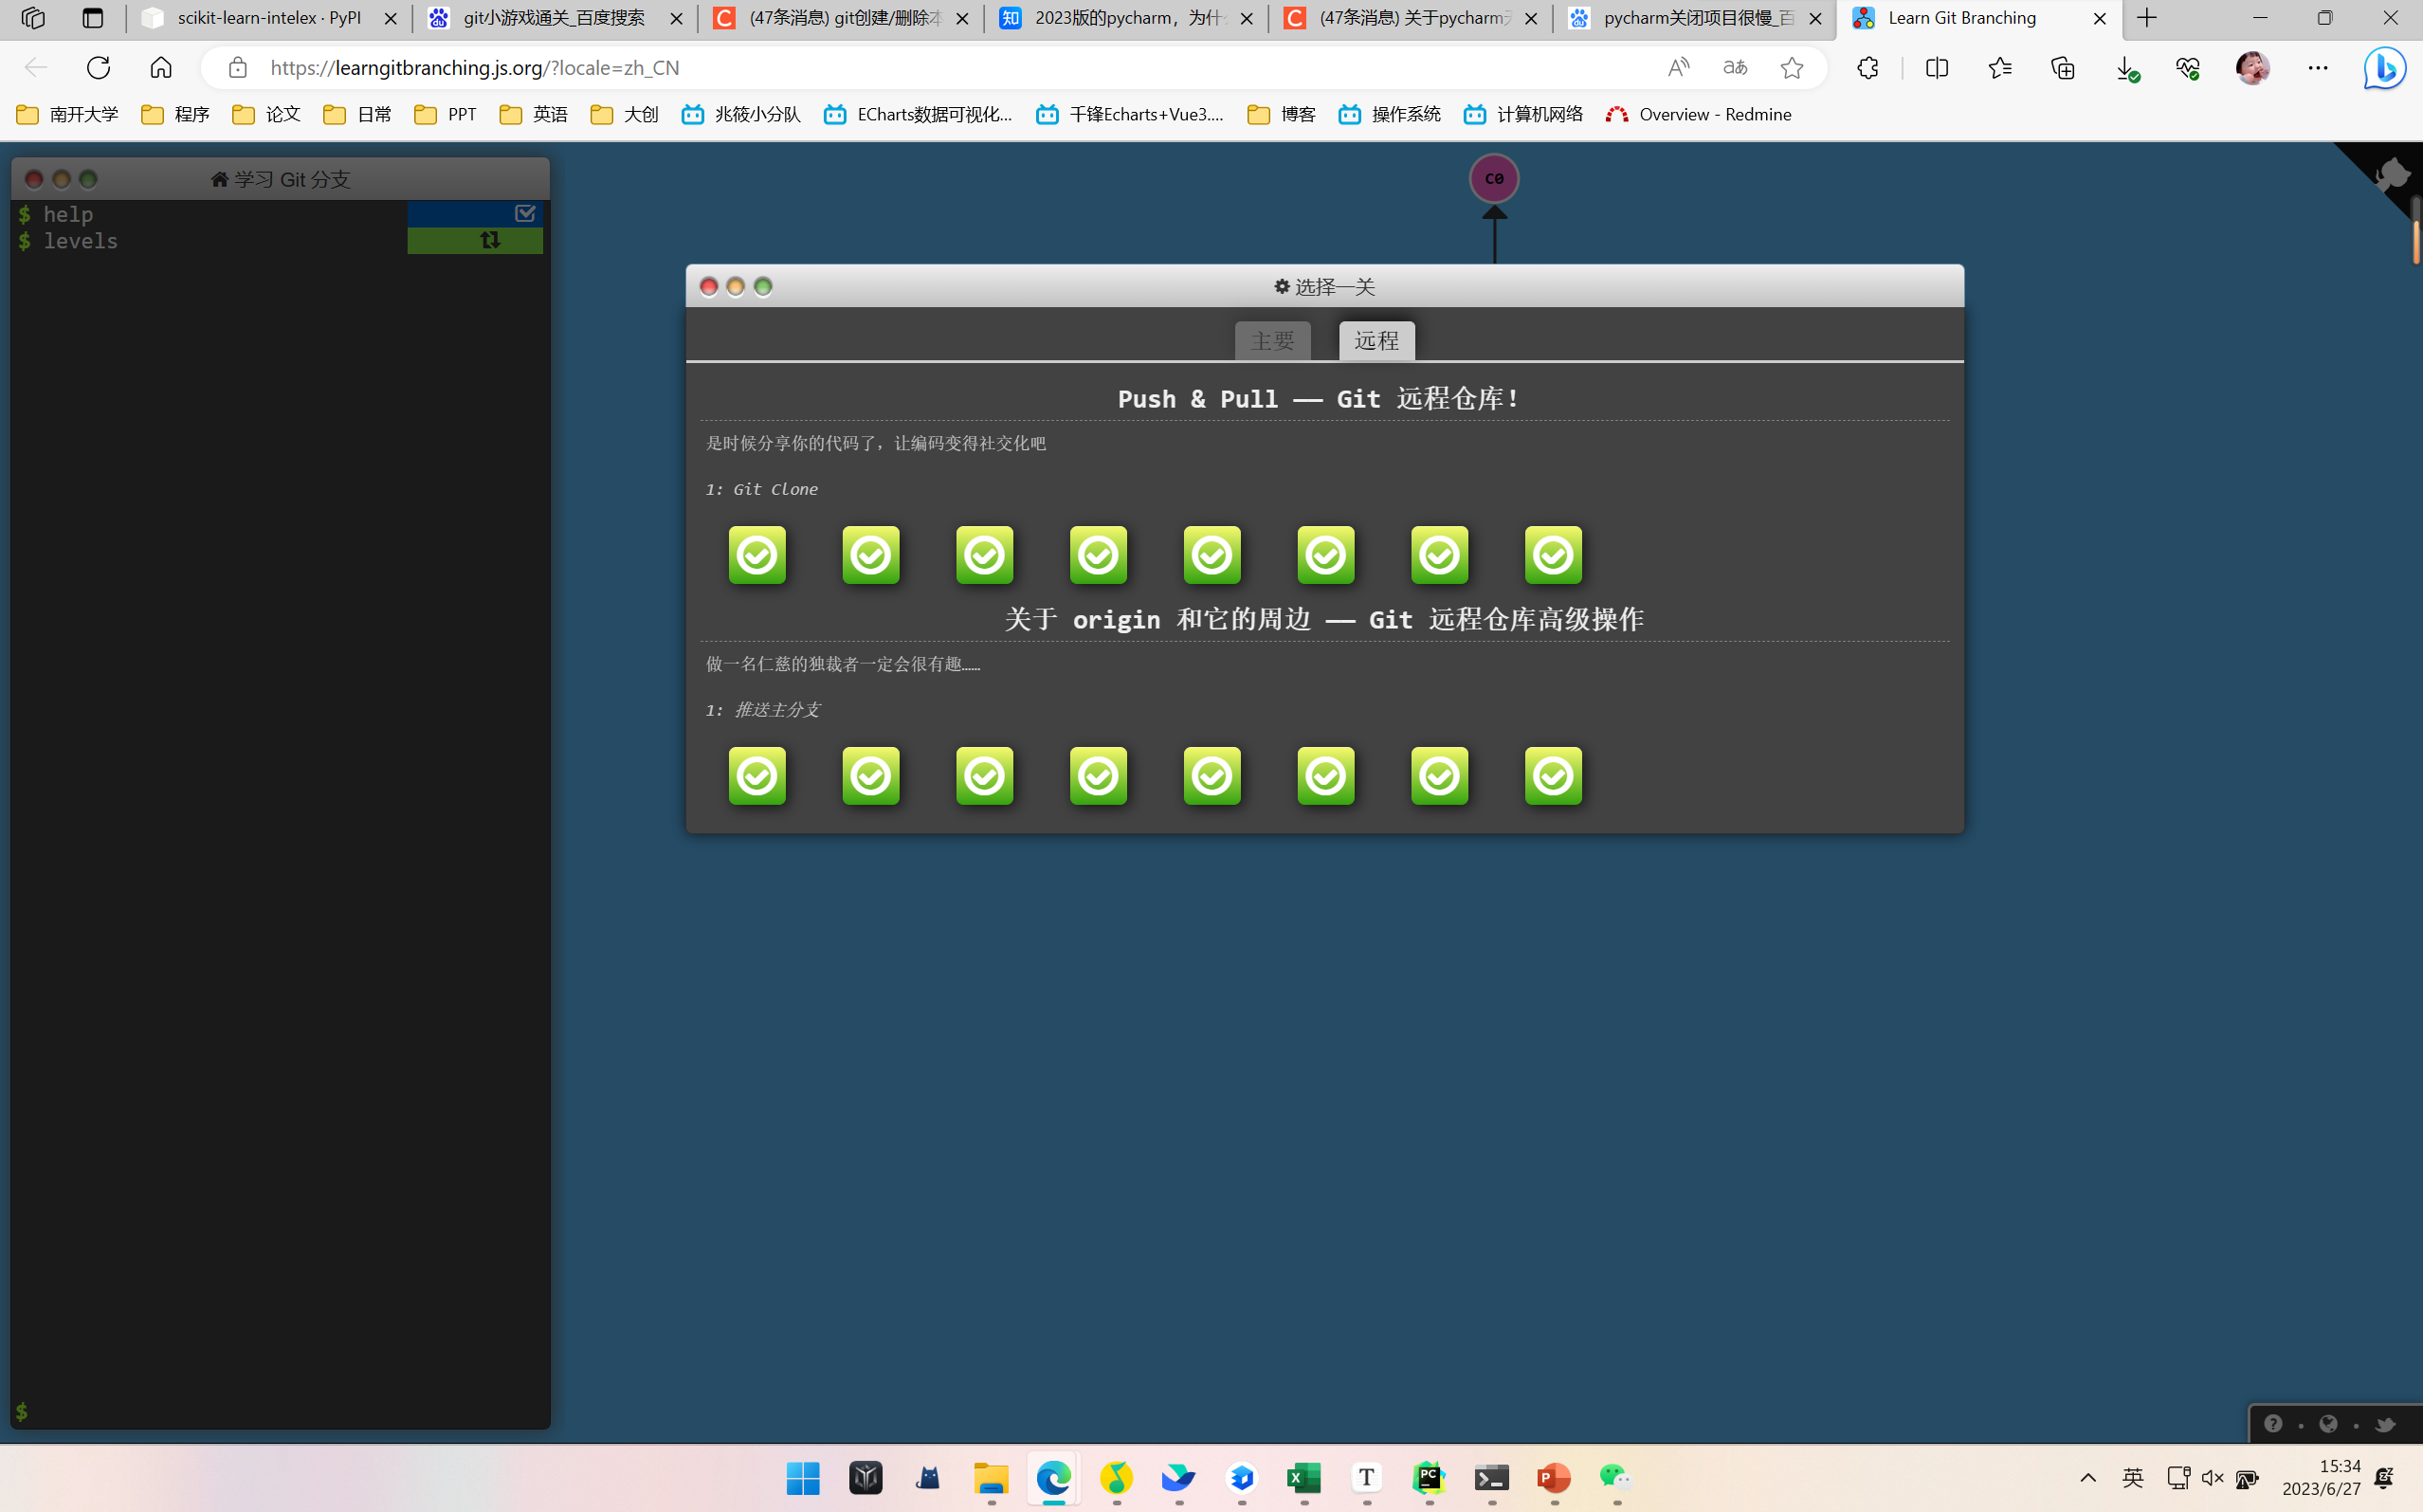 scikit-learn-intelex · PyPI
git小游戏通关_百度搜索
(47条消息) git创建/删除本
2023版的pycharm，为什
(47条消息) 关于pycharm
pycharm关闭项目很慢_百
Learn Git Branching
https://learngitbranching.js.org/?locale=zh_CN
南开大学
程序
论文
日常
PPT
英语
大创
兆筱小分队
ECharts数据可视化...
千锋Echarts+Vue3....
博客
操作系统
计算机网络
Overview - Redmine
学习 Git 分支
$ help
$ levels
C0
选择一关
主要
远程
Push & Pull —— Git 远程仓库！
是时候分享你的代码了，让编码变得社交化吧
1: Git Clone
关于 origin 和它的周边 —— Git 远程仓库高级操作
做一名仁慈的独裁者一定会很有趣……
1: 推送主分支
$
英
15:34
2023/6/27